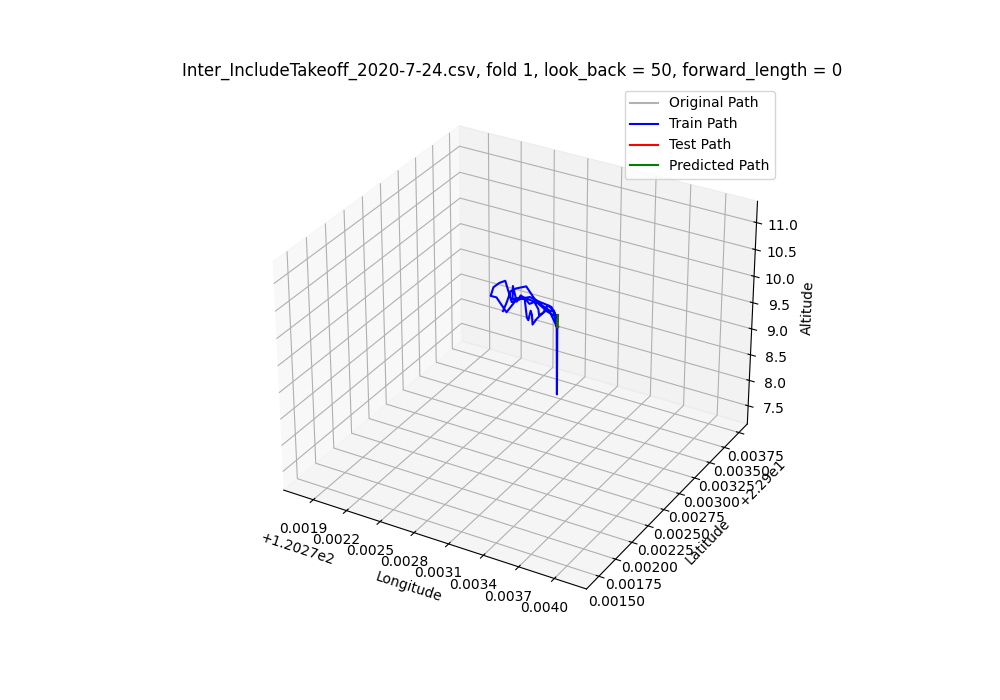 Inter_IncludeTakeoff_2020-7-24.csv, fold 1, look_back = 50, forward_length = 0
Original Path
Train Path
Test Path
Predicted Path
11.0
10.5
10.0
9.5
9.0
8.5
8.0
7.5
Altitude
0.00375
0.00350
0.00325
0.00300
0.00275
0.00250
0.00225
0.00200
0.00175
0.00150
+2.29e1
Latitude
0.0019
0.0022
0.0025
0.0028
0.0031
0.0034
0.0037
0.0040
+1.2027e2
Longitude